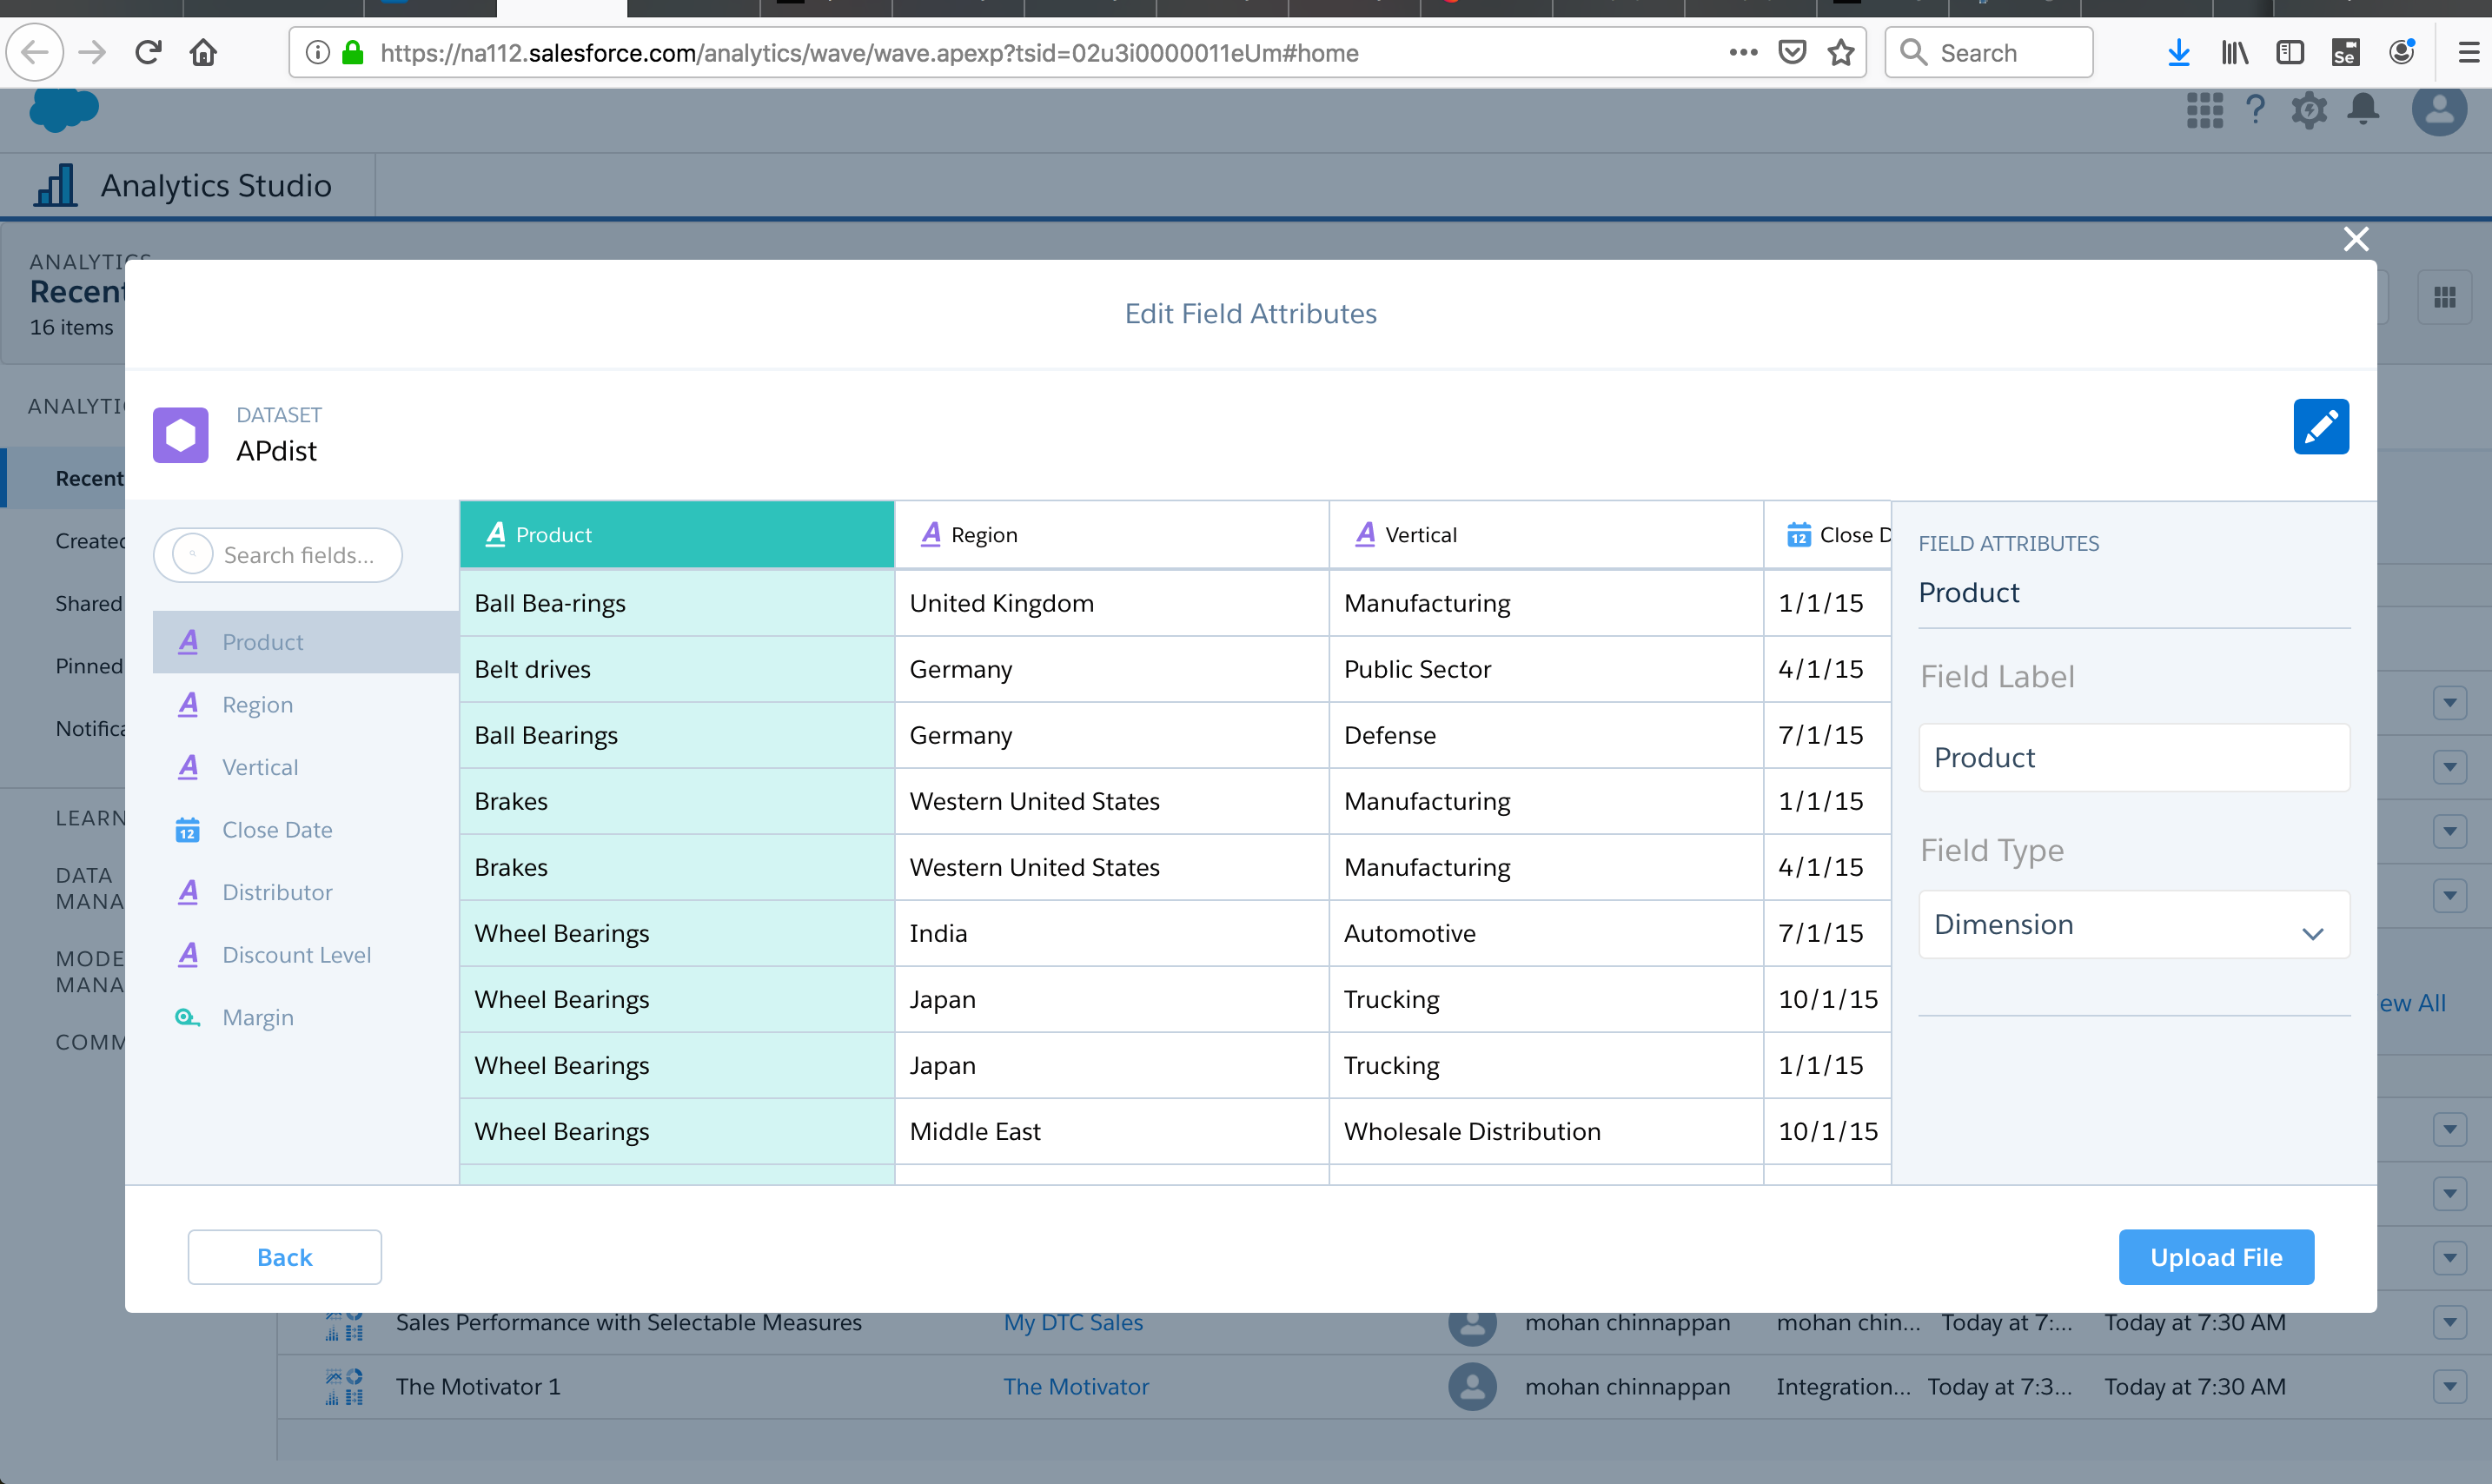 https://na112.salesforce.com/analytics/wave/wave.apexp?tsid=02u3i0000011eUm#home
Search
Se
Analytics Studio
ANALYTICS
Recent
16 items
Edit Field Attributes
DATASET
APdist
Recent
Created
Shared
Pinned
LEARN
DATA
MANA
MODE
MANA
COMM
Search fields...
Product
Region
Vertical
12 Close Date
Distributor
Discount Level
Margin
Product Region Vertical 12 Close D
Ball Bea-rings United Kingdom Manufacturing 1/1/15
Belt drives Germany Public Sector 4/1/15
Ball Bearings Germany Defense 7/1/15
Brakes Western United States Manufacturing 1/1/15
Brakes Western United States Manufacturing 4/1/15
Wheel Bearings India Automotive 7/1/15
Wheel Bearings Japan Trucking 10/1/15
Wheel Bearings Japan Trucking 1/1/15
Wheel Bearings Middle East Wholesale Distribution 10/1/15
FIELD ATTRIBUTES
Product
Field Label
Product
Field Type
Dimension
ew All
Back
Upload File
Sales Performance with Selectable Measures My DTC Sales mohan chinnappan mohan chin... Today at 7:... Today at 7:30 AM
The Motivator 1 The Motivator mohan chinnappan Integration... Today at 7:3... Today at 7:30 AM